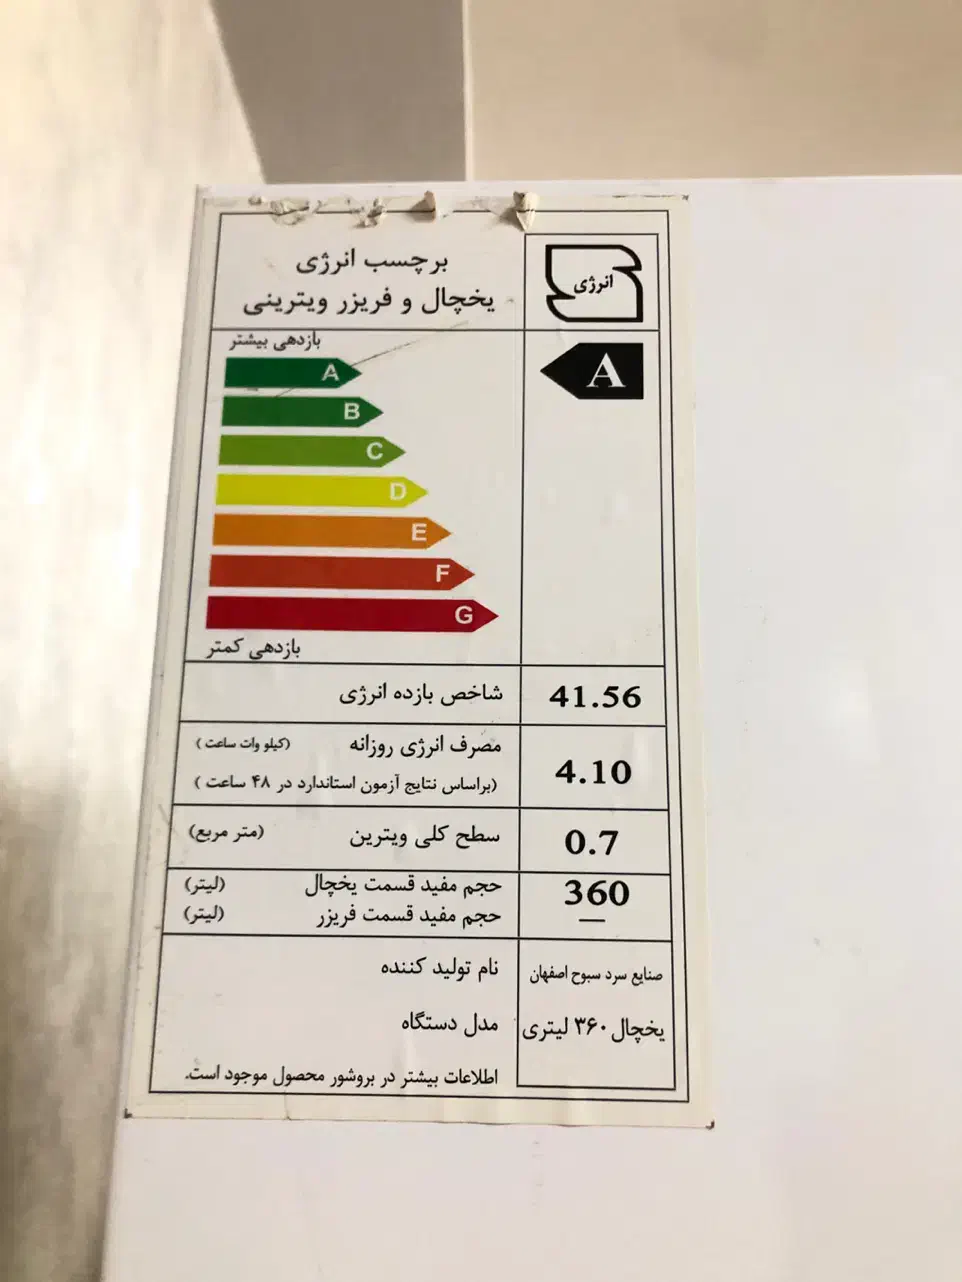 برچسب انرژی
یخچال و فریزر ویترینی
انرژی
بازدهی بیشتر
A
A
B
C
D
E
F
G
بازدهی کمتر
شاخص بازده انرژی 41.56
مصرف انرژی روزانه (کیلو وات ساعت)
(براساس نتایج آزمون استاندارد در ۴۸ ساعت) 4.10
سطح کلی ویترین (متر مربع) 0.7
حجم مفید قسمت یخچال (لیتر) 360
حجم مفید قسمت فریزر (لیتر) —
نام تولید کننده صنایع سرد سبوح اصفهان
مدل دستگاه یخچال ۳۶۰ لیتری
اطلاعات بیشتر در بروشور محصول موجود است.